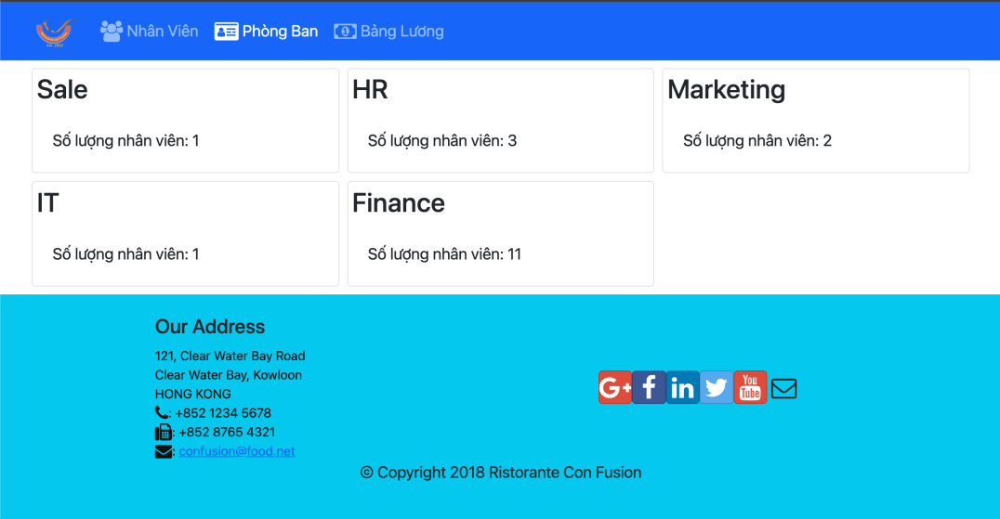 Nhân Viên Phòng Ban Bảng Lương
Sale
Số lượng nhân viên: 1
HR
Số lượng nhân viên: 3
Marketing
Số lượng nhân viên: 2
IT
Số lượng nhân viên: 1
Finance
Số lượng nhân viên: 11
Our Address
121, Clear Water Bay Road
Clear Water Bay, Kowloon
HONG KONG
: +852 1234 5678
: +852 8765 4321
: confusion@food.net
G+ f in You Tube
© Copyright 2018 Ristorante Con Fusion